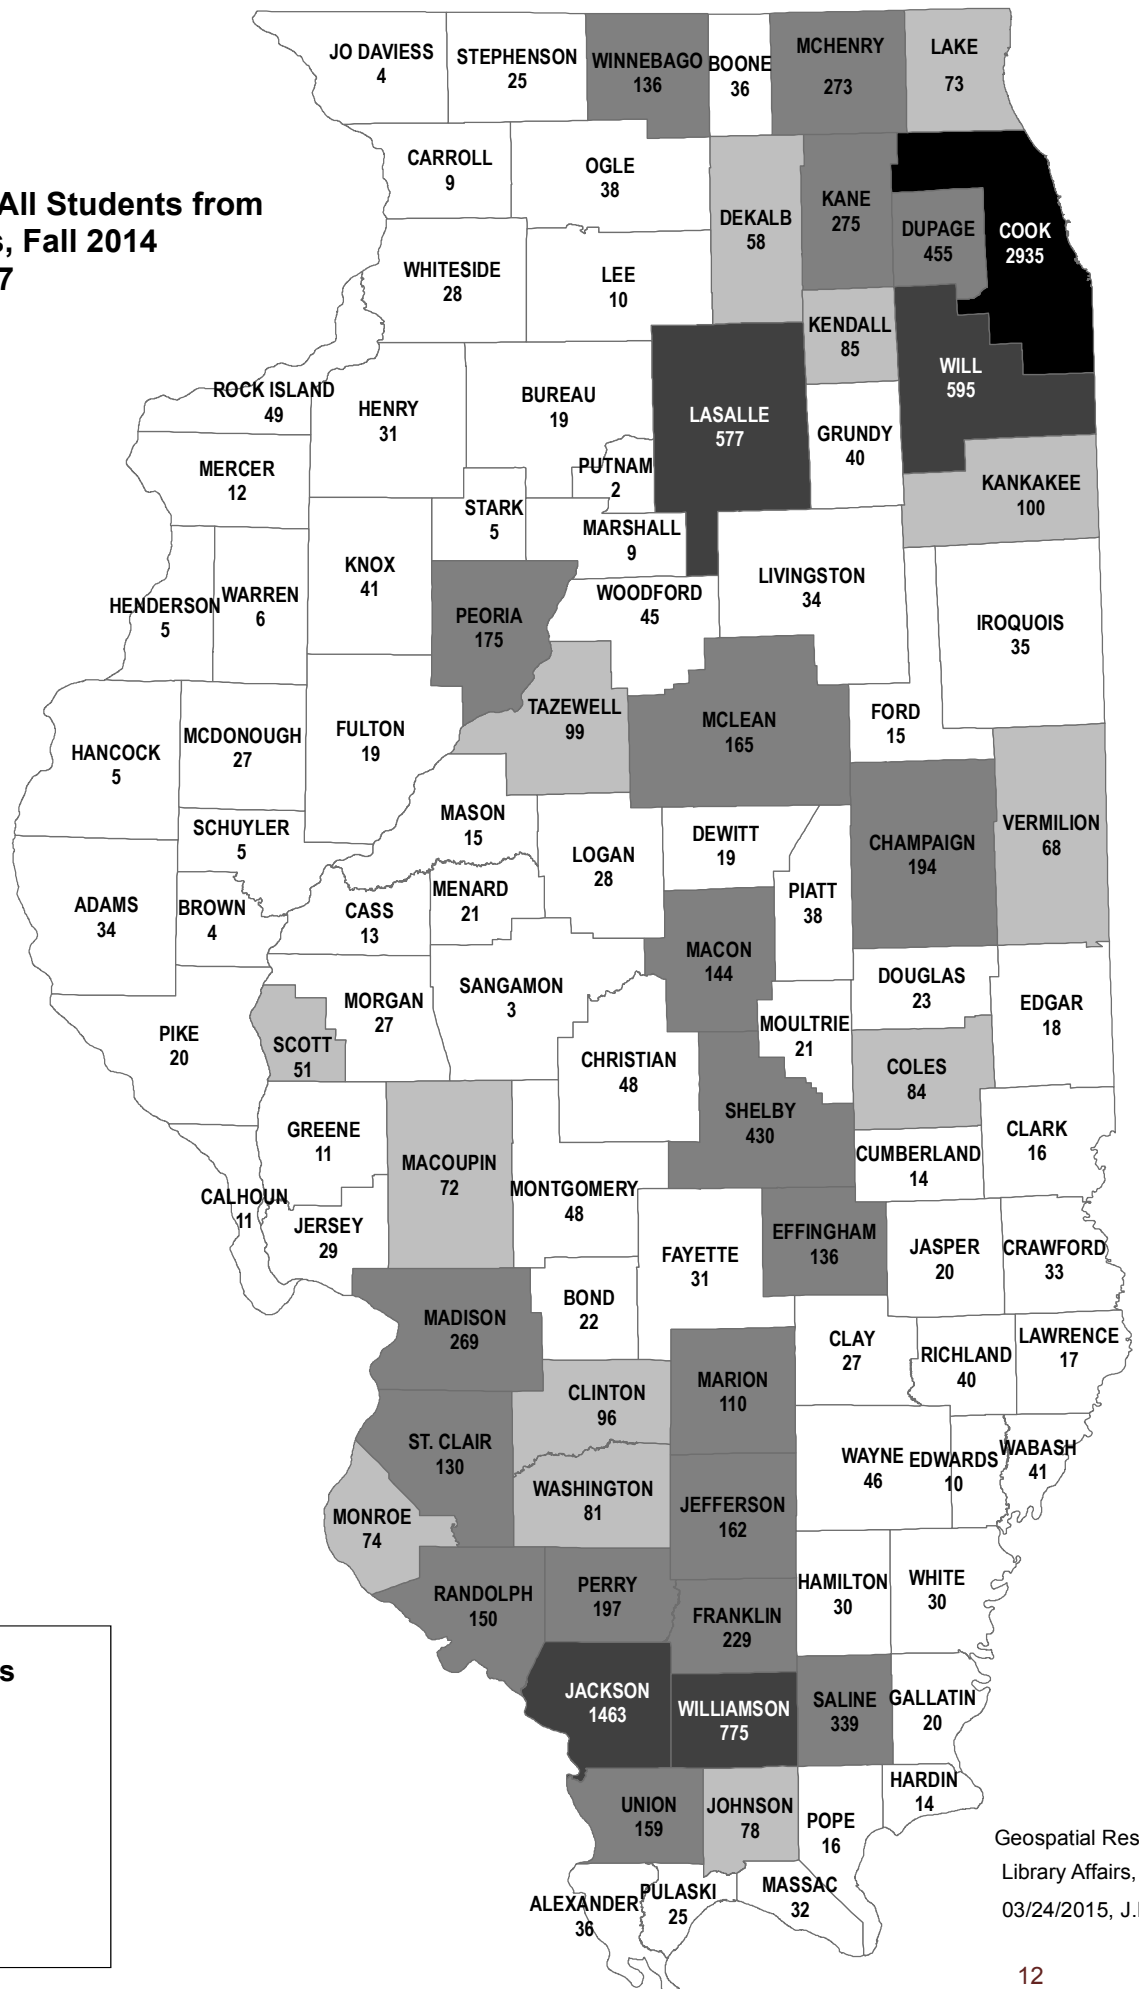 All Students from
s, Fall 2014
7
JO DAVIESS
4
STEPHENSON
25
WINNEBAGO
136
BOONE
36
MCHENRY
273
LAKE
73
CARROLL
9
OGLE
38
DEKALB
58
KANE
275
DUPAGE
455
COOK
2935
WHITESIDE
28
LEE
10
KENDALL
85
WILL
595
ROCK ISLAND
49
HENRY
31
BUREAU
19
LASALLE
577
GRUNDY
40
MERCER
12
PUTNAM
2
KANKAKEE
100
STARK
5
MARSHALL
9
KNOX
41
LIVINGSTON
34
HENDERSON
5
WARREN
6
PEORIA
175
WOODFORD
45
IROQUOIS
35
TAZEWELL
99
MCLEAN
165
FORD
15
HANCOCK
5
MCDONOUGH
27
FULTON
19
MASON
15
SCHUYLER
5
LOGAN
28
DEWITT
19
CHAMPAIGN
194
VERMILION
68
ADAMS
34
BROWN
4
CASS
13
MENARD
21
PIATT
38
MACON
144
SANGAMON
3
MORGAN
27
DOUGLAS
23
EDGAR
18
PIKE
20
SCOTT
51
CHRISTIAN
48
MOULTRIE
21
COLES
84
SHELBY
430
GREENE
11
CLARK
16
CUMBERLAND
14
MACOUPIN
72
MONTGOMERY
48
CALHOUN
11
JERSEY
29
FAYETTE
31
EFFINGHAM
136
JASPER
20
CRAWFORD
33
MADISON
269
BOND
22
CLAY
27
RICHLAND
40
LAWRENCE
17
CLINTON
96
MARION
110
ST. CLAIR
130
WAYNE
46
EDWARDS
10
WABASH
41
WASHINGTON
81
JEFFERSON
162
MONROE
74
RANDOLPH
150
PERRY
197
FRANKLIN
229
HAMILTON
30
WHITE
30
s
JACKSON
1463
WILLIAMSON
775
SALINE
339
GALLATIN
20
UNION
159
JOHNSON
78
POPE
16
HARDIN
14
ALEXANDER
36
PULASKI
25
MASSAC
32
Geospatial Res
Library Affairs,
03/24/2015, J.
12